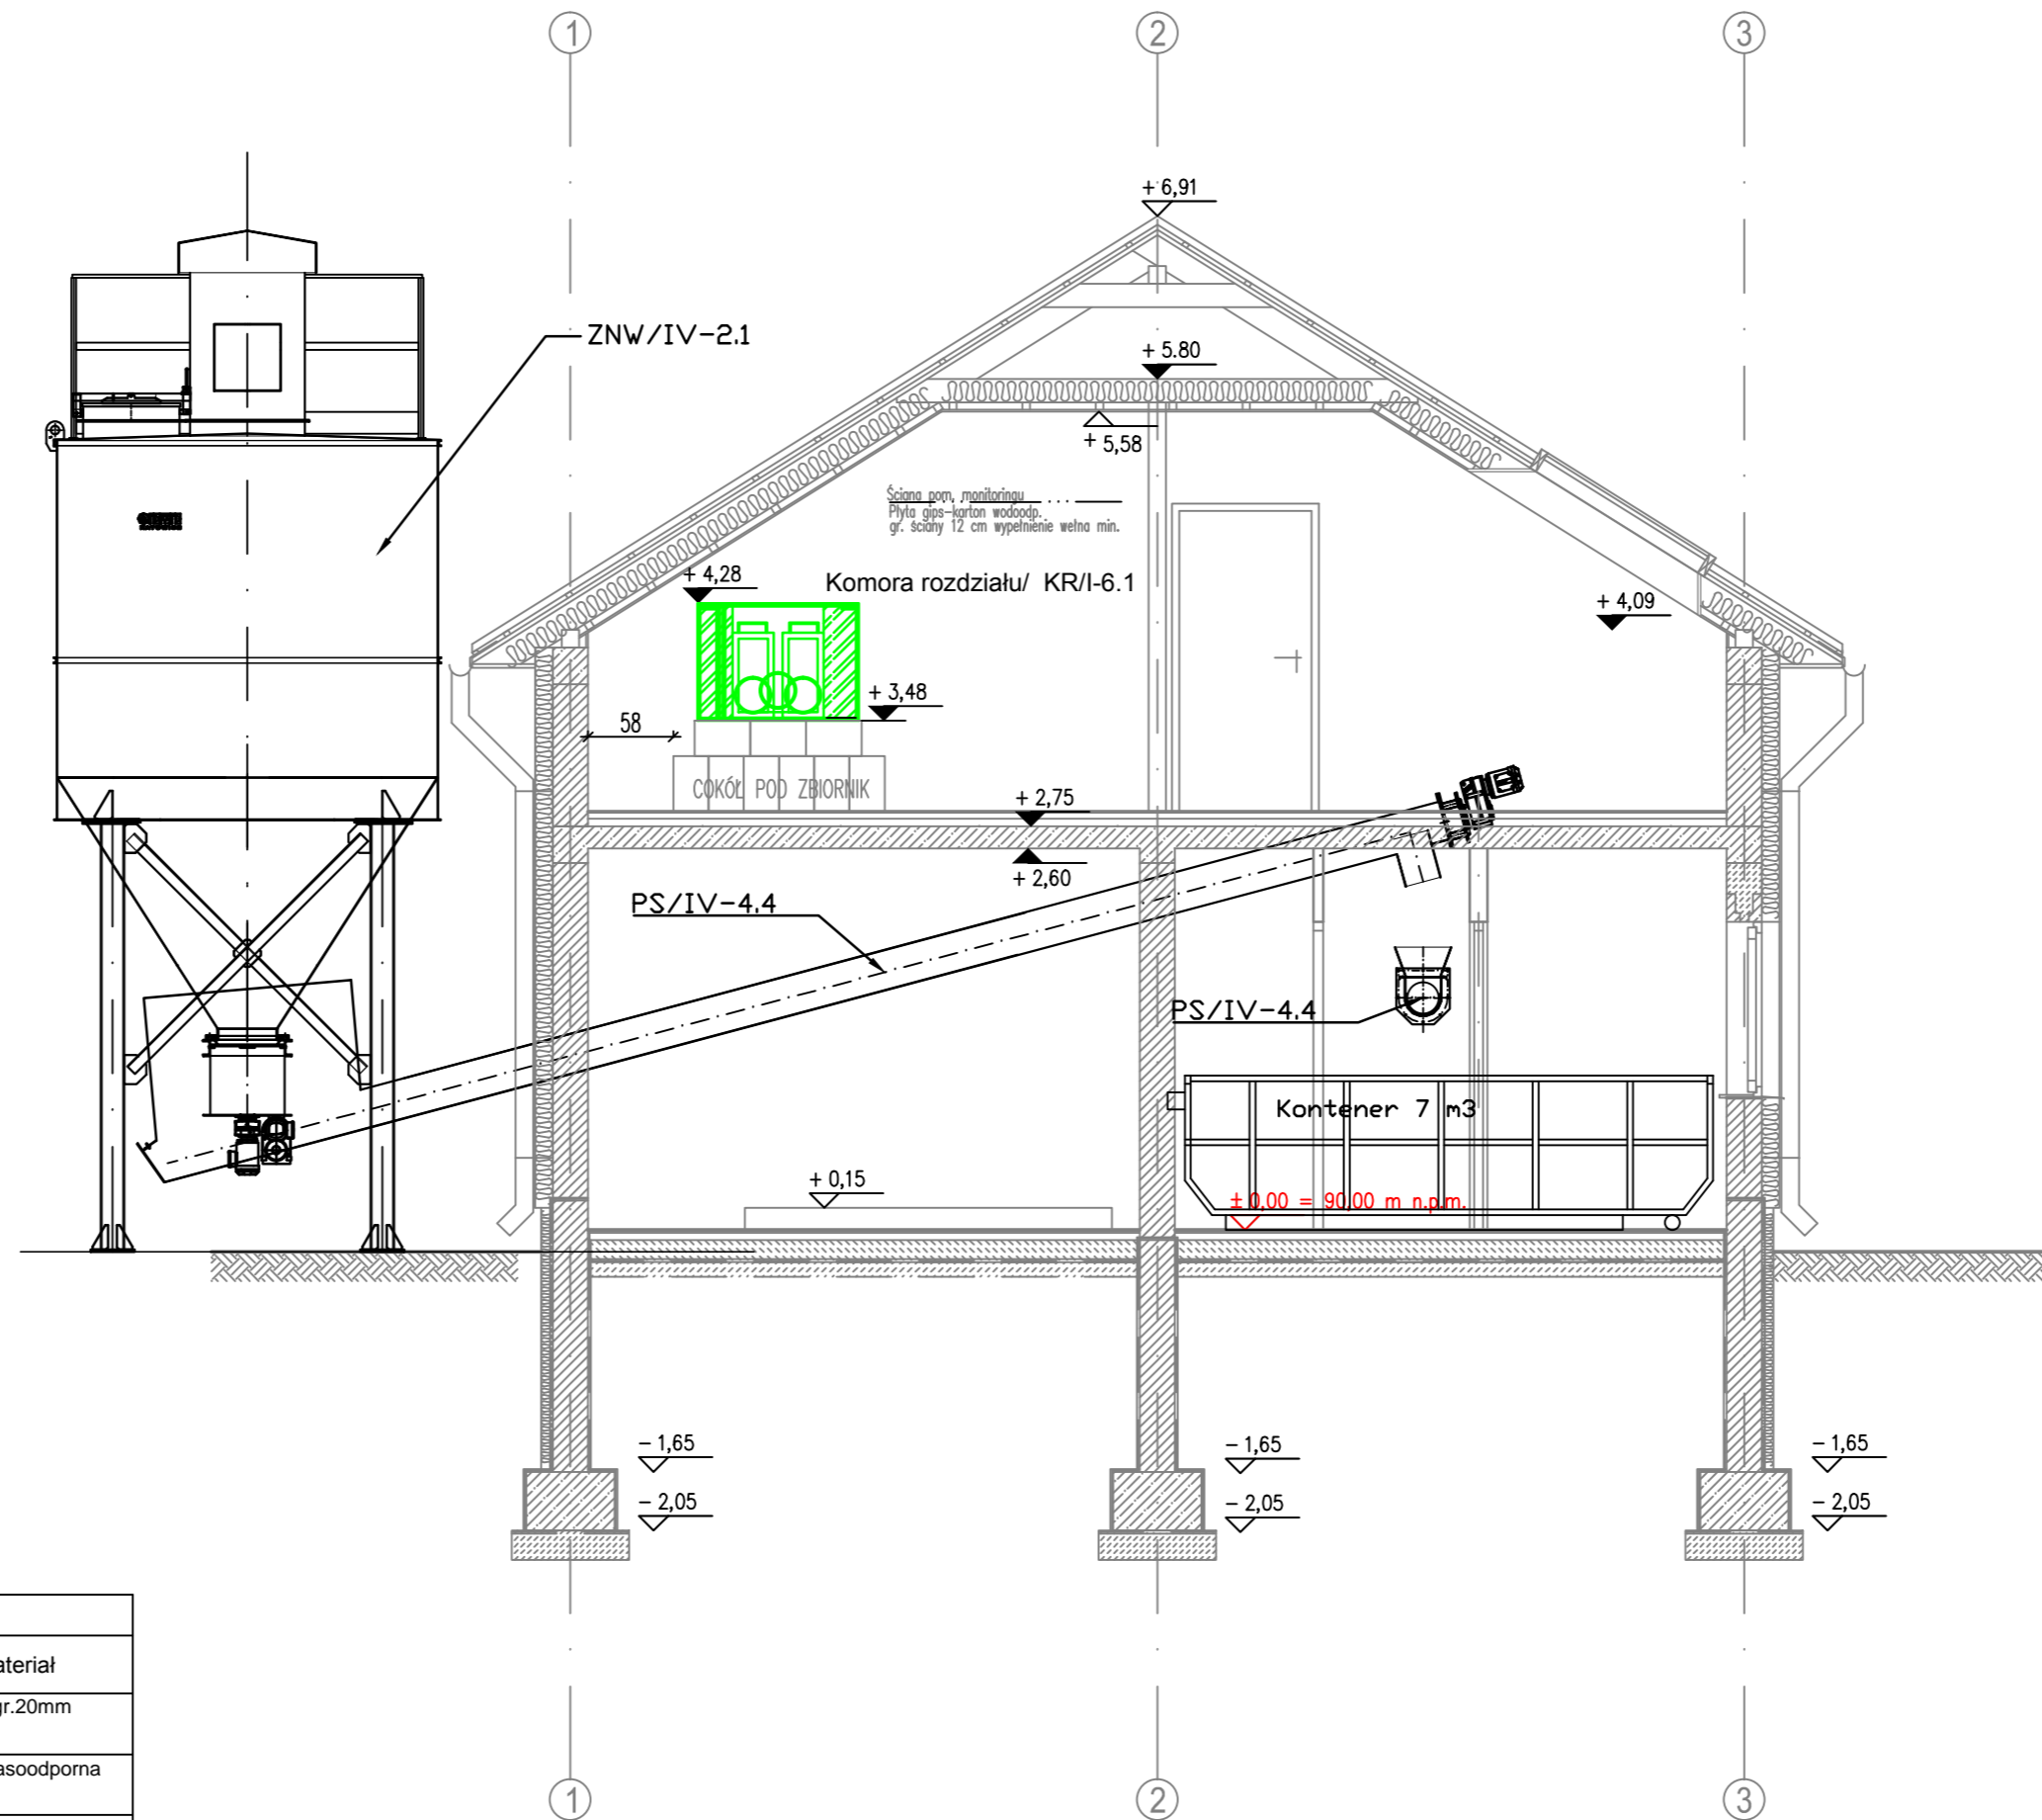 1 2 3
+ 6,91
ZNW/IV-2.1
+ 5.80
+ 5,58
Ściana pom. monitoringu
Płyta gips-karton wodoodp.
gr. ściany 12 cm wypełnienie wełna min.
+ 4,28
Komora rozdziału/ KR/I-6.1
+ 4,09
+ 3,48
58
COKÓŁ POD ZBIORNIK
+ 2,75
+ 2,60
PS/IV-4.4
PS/IV-4.4
Kontener 7 m3
+ 0,15
± 0,00 = 90,00 m n.p.m.
- 1,65 - 1,65 - 1,65
- 2,05 - 2,05 - 2,05
ateriał
gr.20mm
asoodporna
1 2 3